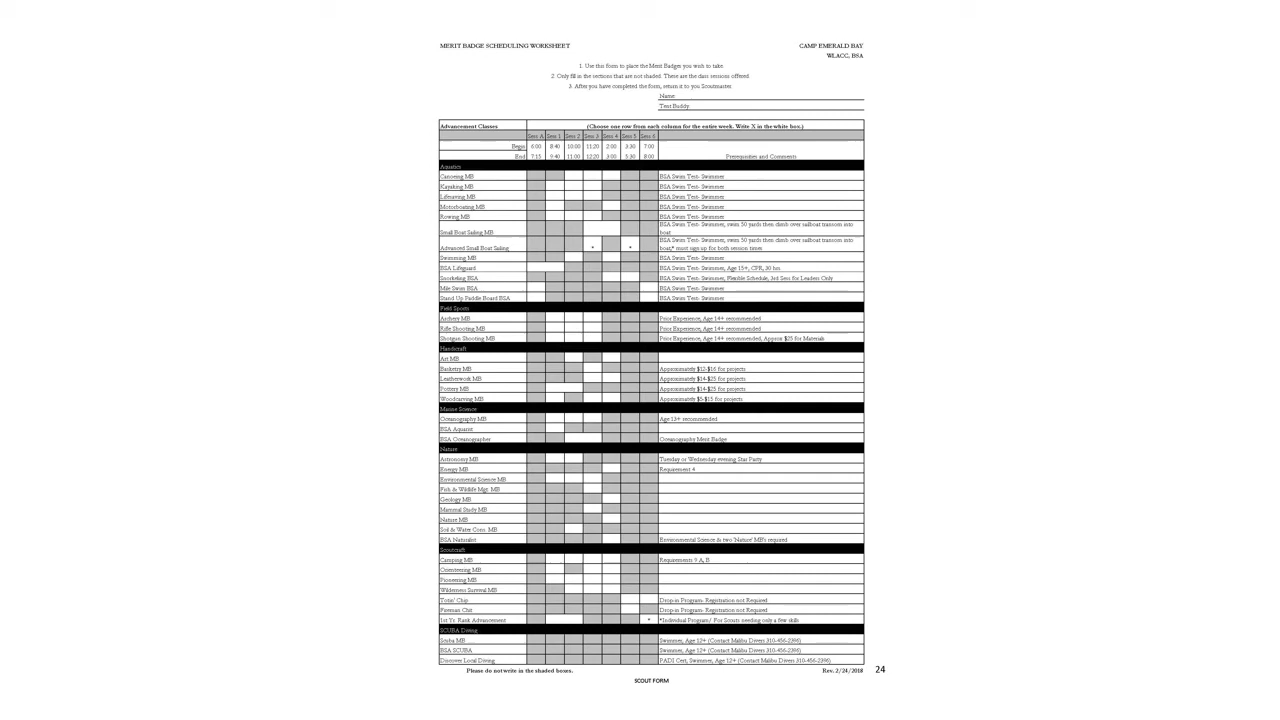 MERIT BADGE SCHEDULING WORKSHEET CAMP EMERALD BAY
WLACC, BSA
1. Use this form to place the Merit Badges you wish to take
2. Only fill in the sections that are not shaded. These are the class sessions offered.
3. After you have completed the form, return it to you Scoutmaster
Name
Tent Buddy
Advancement Classes (Choose one row from each column for the entire week. Write X in the white box.)
Sess A Sess 1 Sess 2 Sess 3 Sess 4 Sess 5 Sess 6
Begin 6:00 8:40 10:00 11:20 2:00 3:30 7:00
End 7:15 9:40 11:00 12:20 3:00 5:30 8:00 Prerequisites and Comments
Aquatics
Canoeing MB BSA Swim Test- Swimmer
Kayaking MB BSA Swim Test- Swimmer
Lifesaving MB BSA Swim Test- Swimmer
Motorboating MB BSA Swim Test- Swimmer
Rowing MB BSA Swim Test- Swimmer
Small Boat Sailing MB BSA Swim Test- Swimmer, swim 50 yards then climb over sailboat transom into boat
Advanced Small Boat Sailing * * BSA Swim Test- Swimmer, swim 50 yards then climb over sailboat transom into boat,* must sign up for both session times
Swimming MB BSA Swim Test- Swimmer
BSA Lifeguard BSA Swim Test- Swimmer, Age 15+, CPR, 30 hrs
Snorkeling BSA BSA Swim Test- Swimmer, Flexible Schedule, 3rd Sess for Leaders Only
Mile Swim BSA BSA Swim Test- Swimmer
Stand Up Paddle Board BSA BSA Swim Test- Swimmer
Field Sports
Archery MB Prior Experience, Age 14+ recommended
Rifle Shooting MB Prior Experience, Age 14+ recommended
Shotgun Shooting MB Prior Experience, Age 14+ recommended, Approx $25 for Materials
Handicraft
Art MB
Basketry MB Approximately $12-$16 for projects
Leatherwork MB Approximately $14-$25 for projects
Pottery MB Approximately $14-$25 for projects
Woodcarving MB Approximately $5-$15 for projects
Marine Science
Oceanography MB Age 13+ recommended
BSA Aquarist
BSA Oceanographer Oceanography Merit Badge
Nature
Astronomy MB Tuesday or Wednesday evening Star Party
Energy MB Requirement 4
Environmental Science MB
Fish & Wildlife Mgt. MB
Geology MB
Mammal Study MB
Nature MB
Soil & Water Con. MB
BSA Naturalist Environmental Science & two 'Nature' MB's required
Scoutcraft
Camping MB Requirements 9 A, B
Orienteering MB
Pioneering MB
Wilderness Survival MB
Totin' Chip Drop-in Program- Registration not Required
Fireman Chit Drop-in Program- Registration not Required
1st Yr. Rank Advancement * *Individual Program/ For Scouts needing only a few skills
SCUBA Diving
Scuba MB Swimmer, Age 12+ (Contact Malibu Divers 310-456-2396)
BSA SCUBA Swimmer, Age 12+ (Contact Malibu Divers 310-456-2396)
Discover Local Diving PADI Cert, Swimmer, Age 12+ (Contact Malibu Divers 310-456-2396)
Please do not write in the shaded boxes. Rev. 2/24/2018 24
SCOUT FORM